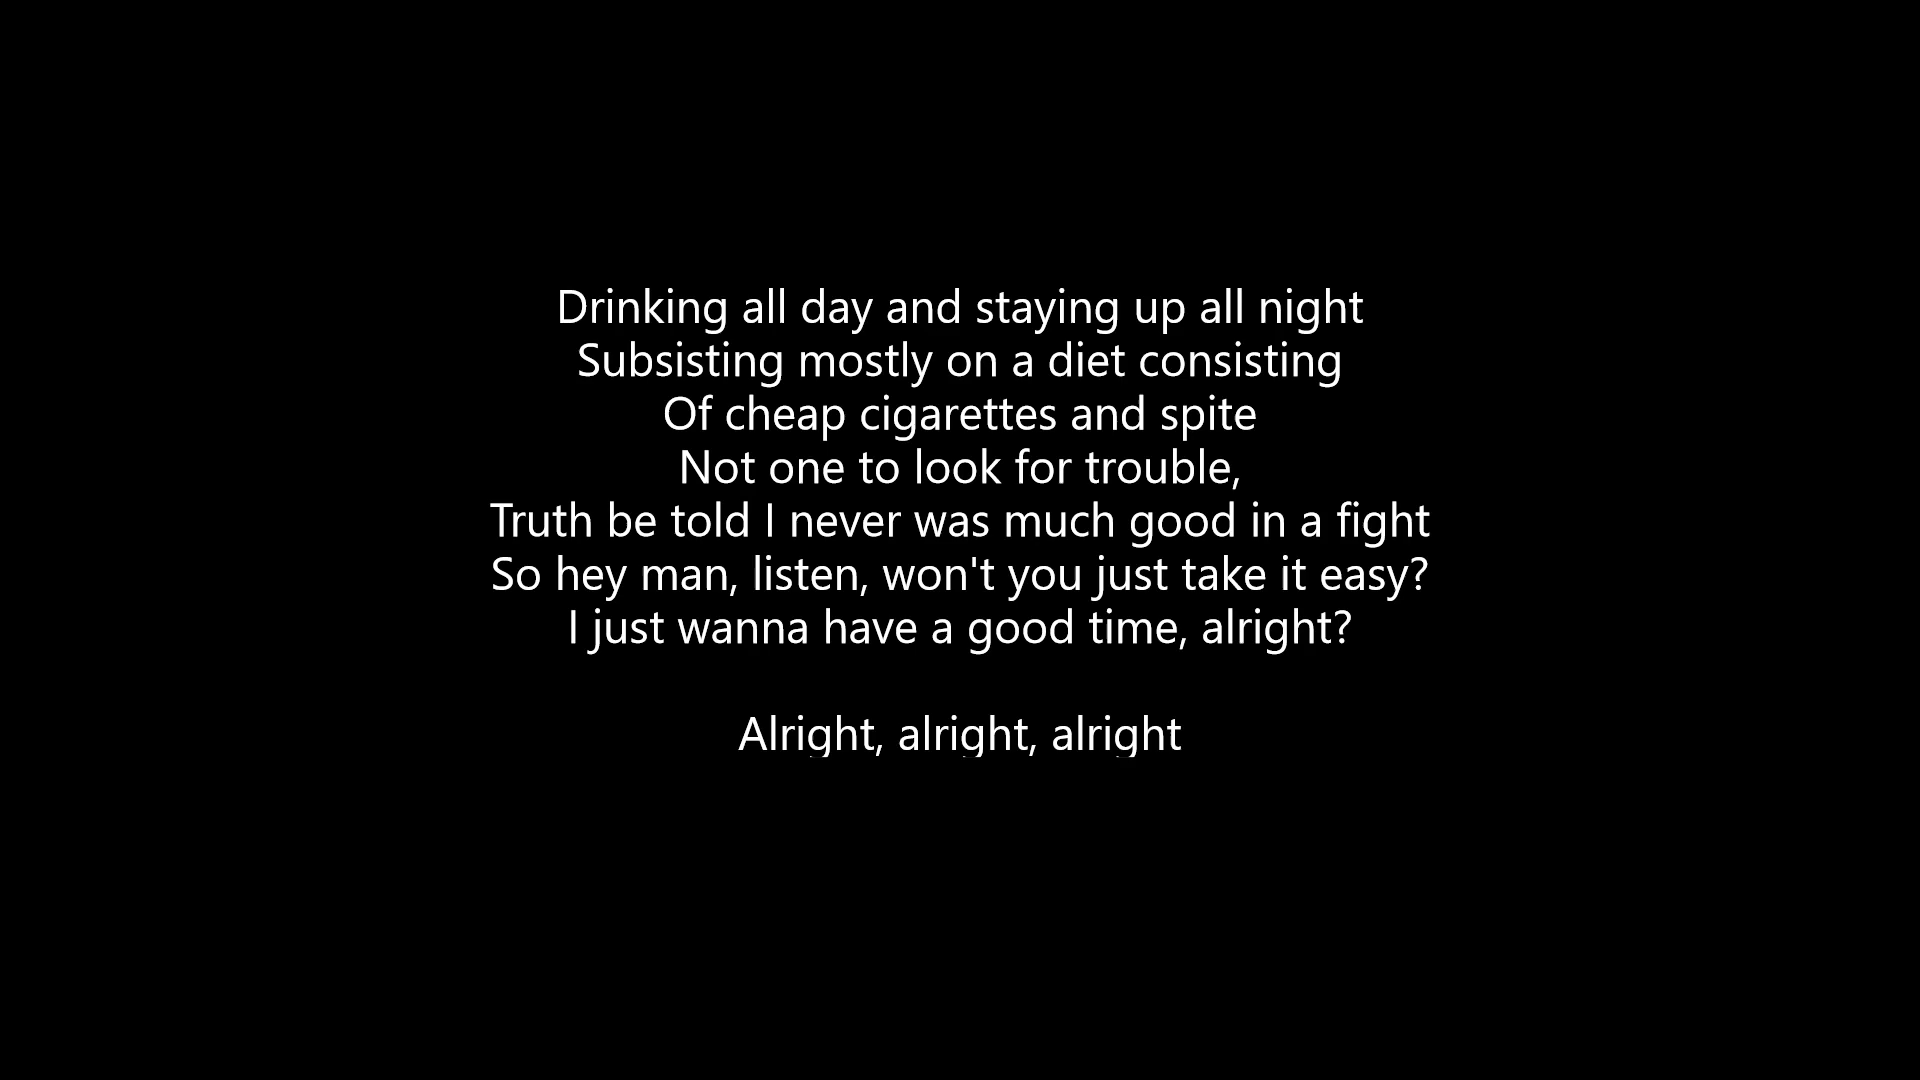 Drinking all day and staying up all night
Subsisting mostly on a diet consisting
Of cheap cigarettes and spite
Not one to look for trouble,
Truth be told I never was much good in a fight
So hey man, listen, won't you just take it easy?
I just wanna have a good time, alright?
Alright, alright, alright